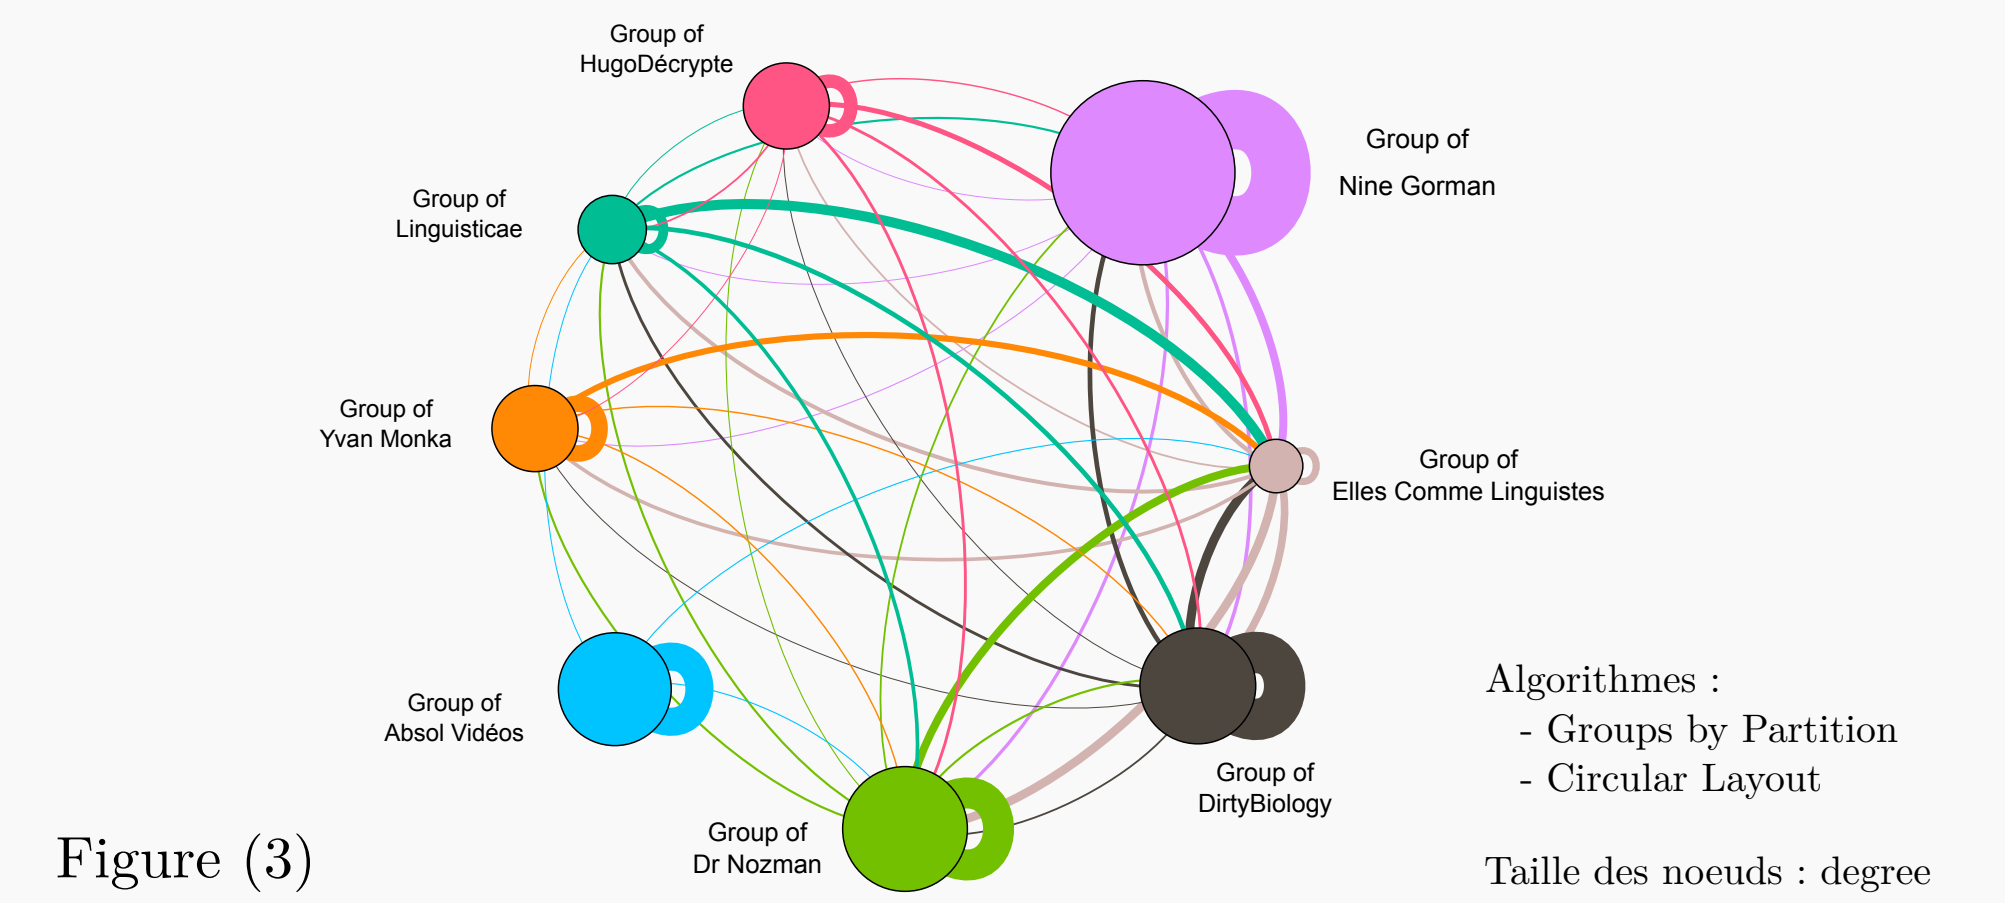 Group of
HugoDécrypte
Group of
Nine Gorman
Group of
Linguisticae
Group of
Yvan Monka
Group of
Elles Comme Linguistes
Group of
Absol Vidéos
Group of
DirtyBiology
Group of
Dr Nozman
Algorithmes :
- Groups by Partition
- Circular Layout
Taille des noeuds : degree
Figure (3)